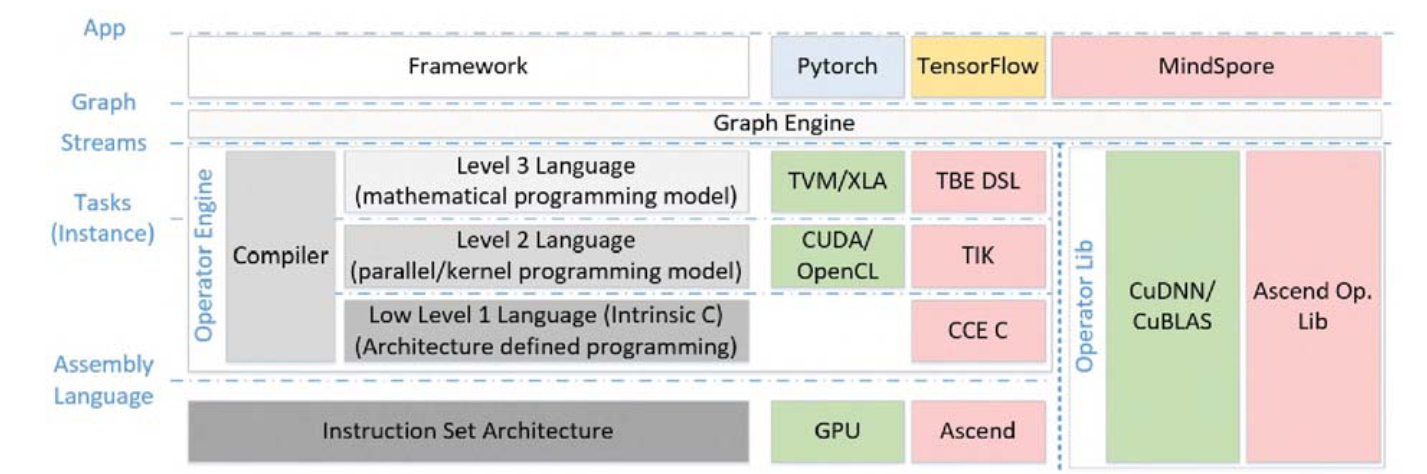 App
Framework
Pytorch
TensorFlow
MindSpore
Graph
Graph Engine
Streams
Operator Engine
Compiler
Level 3 Language
(mathematical programming model)
TVM/XLA
TBE DSL
Tasks
(Instance)
Level 2 Language
(parallel/kernel programming model)
CUDA/
OpenCL
TIK
Low Level 1 Language (Intrinsic C)
(Architecture defined programming)
CCE C
Operator Lib
CuDNN/
CuBLAS
Ascend Op.
Lib
Assembly
Language
Instruction Set Architecture
GPU
Ascend